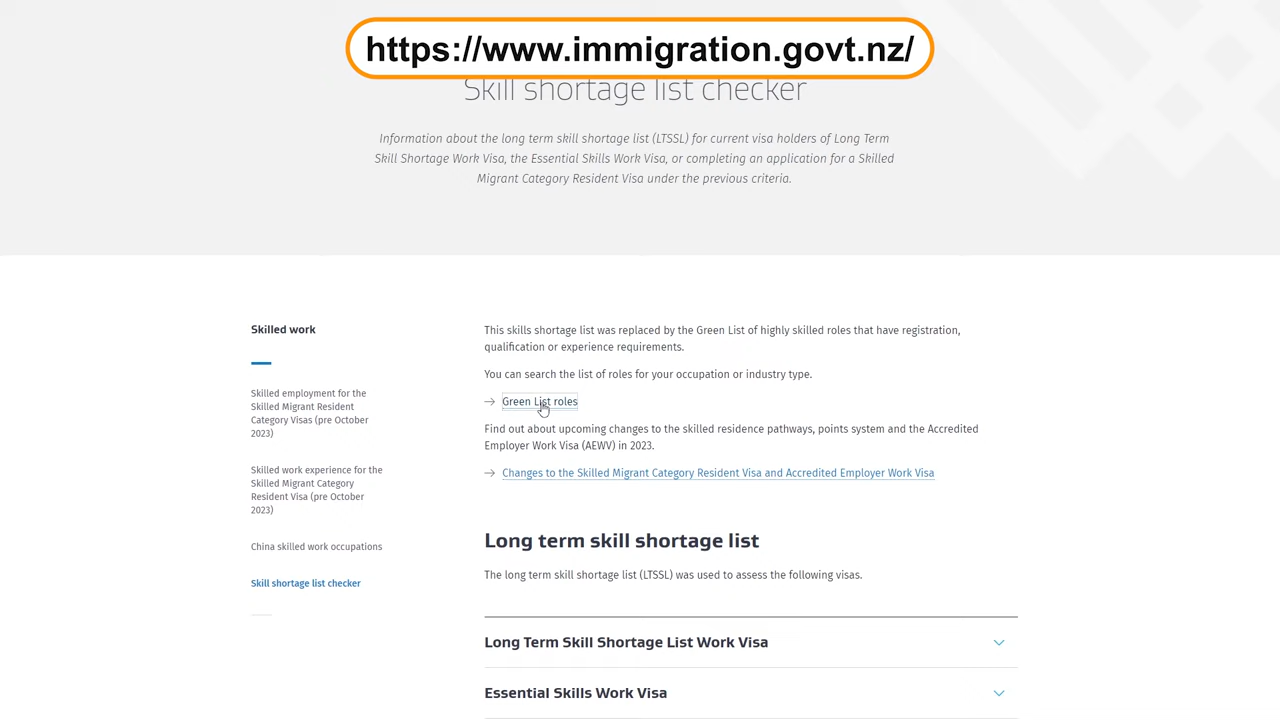 https://www.immigration.govt.nz/
Skill shortage list checker
Information about the long term skill shortage list (LTSSL) for current visa holders of Long Term
Skill Shortage Work Visa, the Essential Skills Work Visa, or completing an application for a Skilled
Migrant Category Resident Visa under the previous criteria.
Skilled work
Skilled employment for the
Skilled Migrant Resident
Category Visas (pre October
2023)
Skilled work experience for the
Skilled Migrant Category
Resident Visa (pre October
2023)
China skilled work occupations
Skill shortage list checker
This skills shortage list was replaced by the Green List of highly skilled roles that have registration,
qualification or experience requirements.
You can search the list of roles for your occupation or industry type.
Green List roles
Find out about upcoming changes to the skilled residence pathways, points system and the Accredited
Employer Work Visa (AEWV) in 2023.
Changes to the Skilled Migrant Category Resident Visa and Accredited Employer Work Visa
Long term skill shortage list
The long term skill shortage list (LTSSL) was used to assess the following visas.
Long Term Skill Shortage List Work Visa
Essential Skills Work Visa